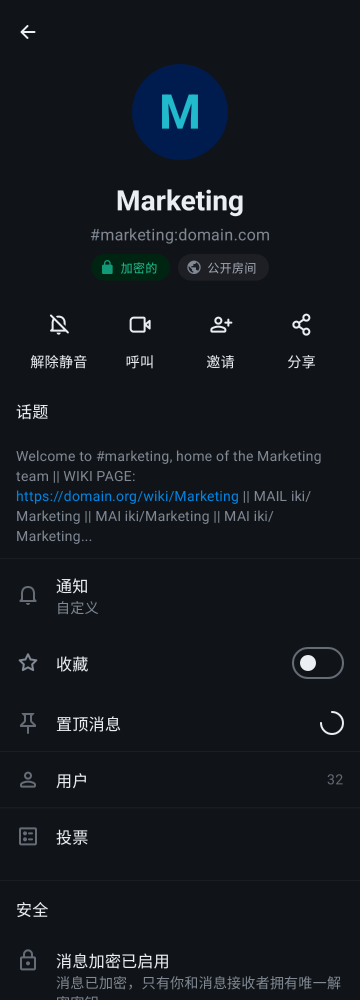 M
Marketing
#marketing:domain.com
加密的
公开房间
解除静音
呼叫
邀请
分享
话题
Welcome to #marketing, home of the Marketing
team || WIKI PAGE:
https://domain.org/wiki/Marketing || MAIL iki/
Marketing || MAI iki/Marketing || MAI iki/
Marketing...
通知
自定义
收藏
置顶消息
用户
32
投票
安全
消息加密已启用
消息已加密，只有你和消息接收者拥有唯一解